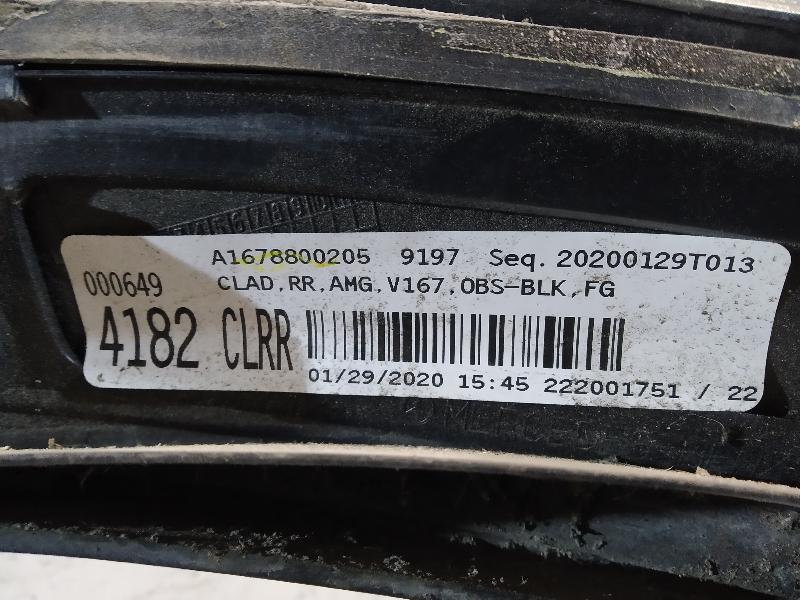 A1678800205 9197 Seq. 20200129T013
000649 CLAD,RR,AMG,V167,OBS-BLK,FG
4182 CLRR
01/29/2020 15:45 222001751 / 22